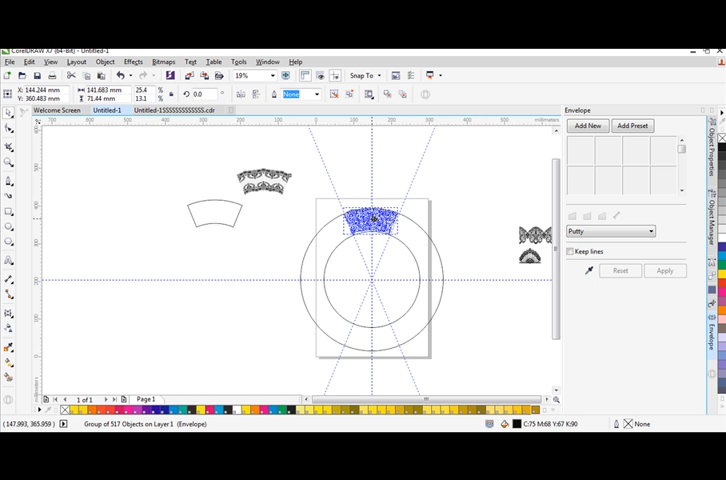 CorelDRAW X7 (64-Bit) - Untitled-1
File Edit View Layout Object Effects Bitmaps Text Table Tools Window Help
19% Snap To
X: 144.244 mm 141.683 mm 25.4 %
Y: 360.483 mm 71.44 mm 13.1 %
0.0 °
None
Welcome Screen Untitled-1 Untitled-1SSSSSSSSSSSSSS.cdr
millimeters
Envelope
Add New Add Preset
Putty
Keep lines
Reset Apply
Object Properties
Object Manager
Envelope
1 of 1 Page 1
(147.993, 365.959) Group of 517 Objects on Layer 1 (Envelope) C:75 M:68 Y:67 K:90 None